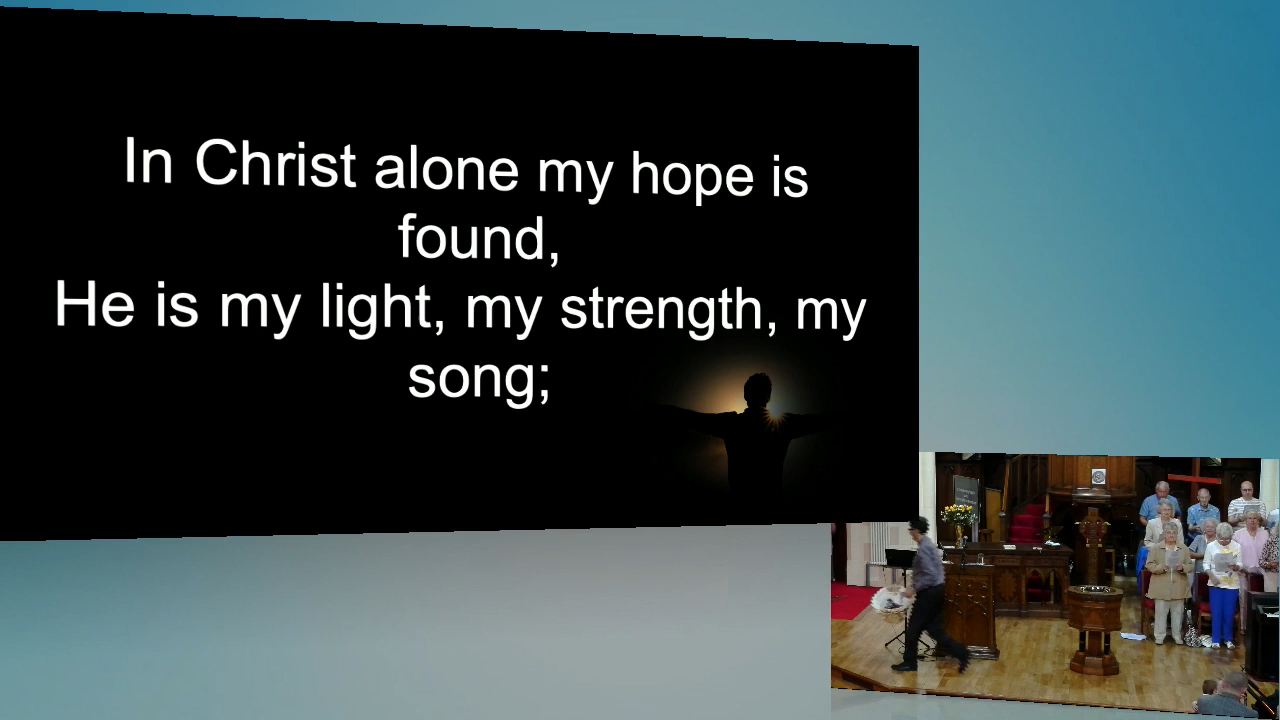 In Christ alone my hope is
found,
He is my light, my strength, my
song;